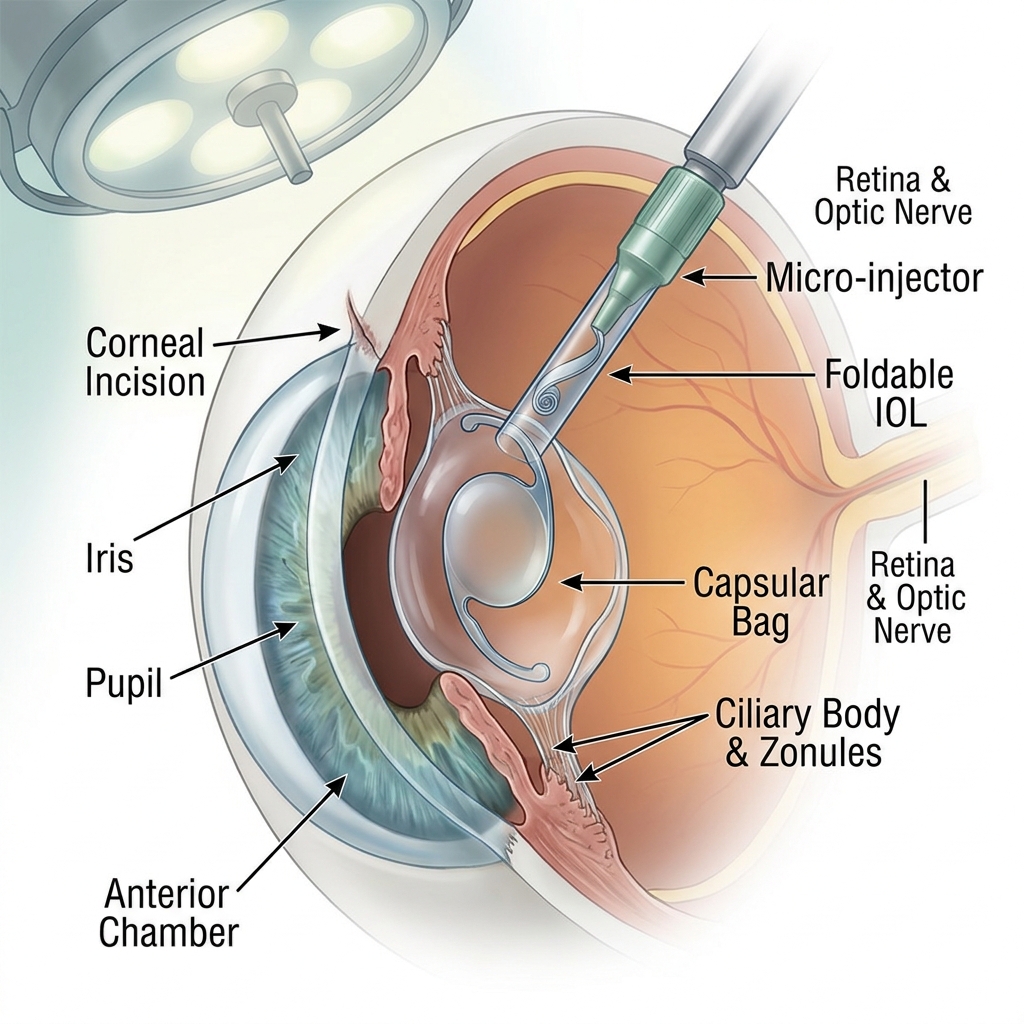 Retina &
Optic Nerve
Micro-injector
Corneal
Incision
Foldable
IOL
Iris
Retina
& Optic
Nerve
Capsular
Bag
Pupil
Ciliary Body
& Zonules
Anterior
Chamber